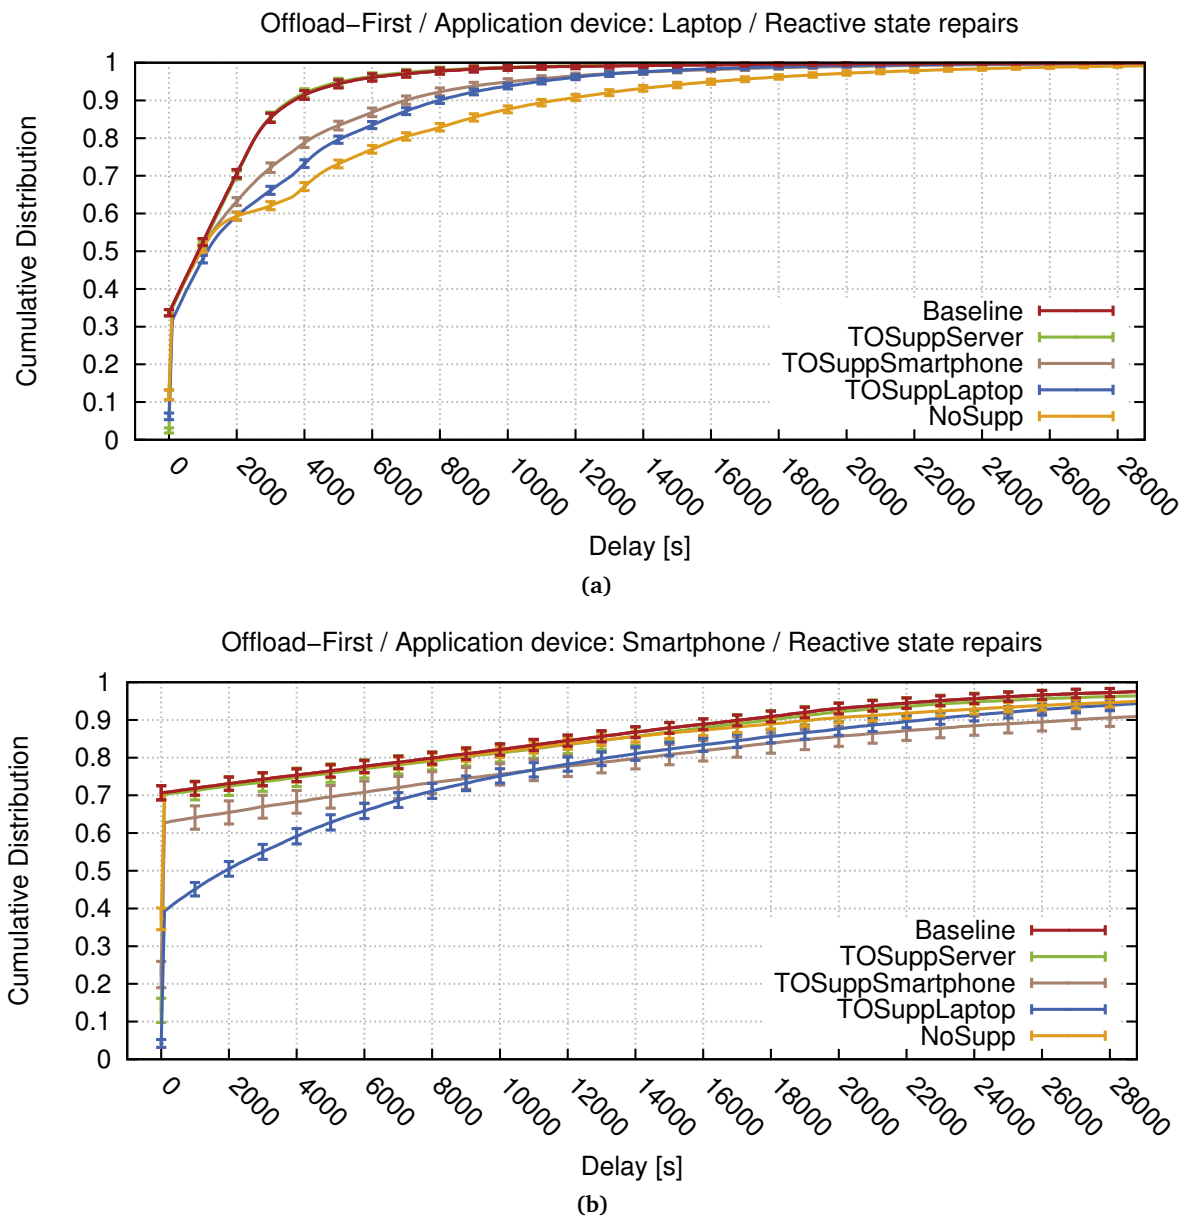 Offload−First / Application device: Laptop / Reactive state repairs
Cumulative Distribution
1
0.9
0.8
0.7
0.6
0.5
0.4
0.3
0.2
0.1
0
Baseline
TOSuppServer
TOSuppSmartphone
TOSuppLaptop
NoSupp
0 2000 4000 6000 8000 10000 12000 14000 16000 18000 20000 22000 24000 26000 28000
Delay [s]
(a)
Offload−First / Application device: Smartphone / Reactive state repairs
Cumulative Distribution
1
0.9
0.8
0.7
0.6
0.5
0.4
0.3
0.2
0.1
0
Baseline
TOSuppServer
TOSuppSmartphone
TOSuppLaptop
NoSupp
0 2000 4000 6000 8000 10000 12000 14000 16000 18000 20000 22000 24000 26000 28000
Delay [s]
(b)